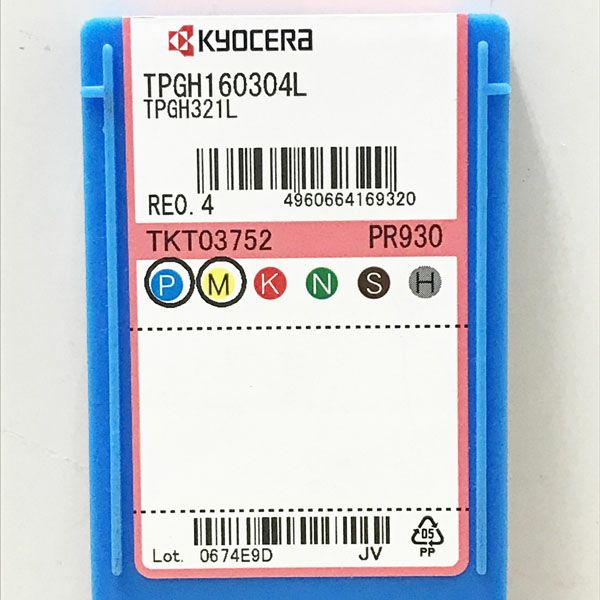 KYOCERA
TPGH160304L
TPGH321L
RE0.4
4960664169320
TKT03752 PR930
P M K N S H
Lot. 0674E9D JV
05
PP